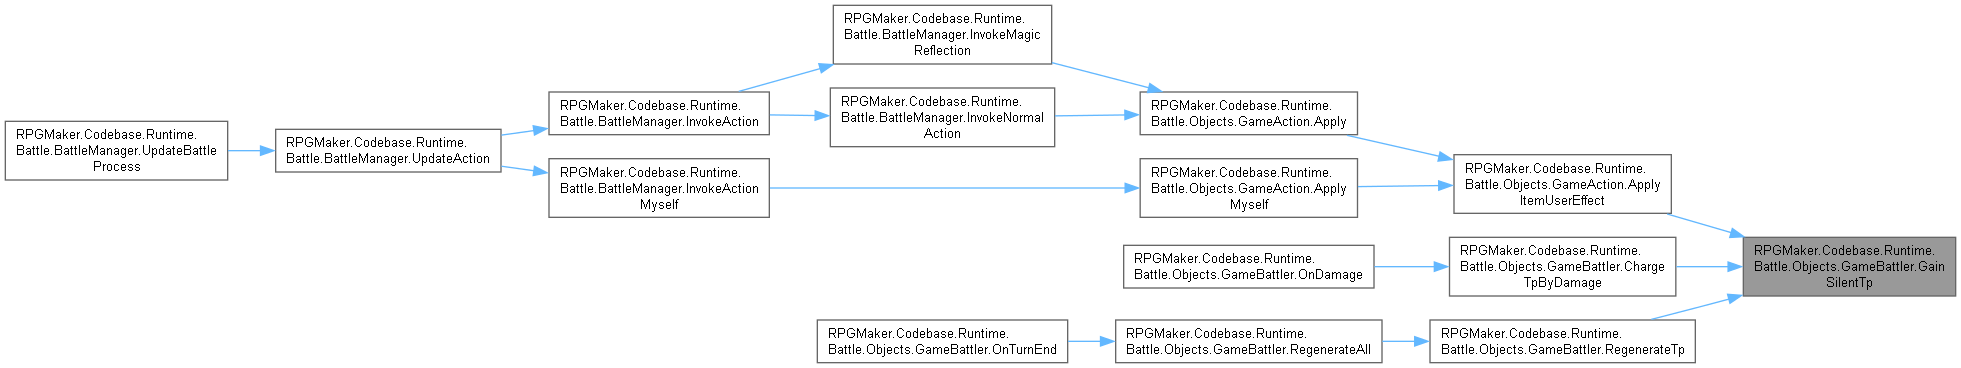 RPGMaker.Codebase.Runtime.
Battle.BattleManager.InvokeMagic
Reflection
RPGMaker.Codebase.Runtime.
Battle.BattleManager.InvokeAction
RPGMaker.Codebase.Runtime.
Battle.BattleManager.InvokeNormal
Action
RPGMaker.Codebase.Runtime.
Battle.Objects.GameAction.Apply
RPGMaker.Codebase.Runtime.
Battle.BattleManager.UpdateBattle
Process
RPGMaker.Codebase.Runtime.
Battle.BattleManager.UpdateAction
RPGMaker.Codebase.Runtime.
Battle.BattleManager.InvokeAction
Myself
RPGMaker.Codebase.Runtime.
Battle.Objects.GameAction.Apply
Myself
RPGMaker.Codebase.Runtime.
Battle.Objects.GameAction.Apply
ItemUserEffect
RPGMaker.Codebase.Runtime.
Battle.Objects.GameBattler.OnDamage
RPGMaker.Codebase.Runtime.
Battle.Objects.GameBattler.Charge
TpByDamage
RPGMaker.Codebase.Runtime.
Battle.Objects.GameBattler.Gain
SilentTp
RPGMaker.Codebase.Runtime.
Battle.Objects.GameBattler.OnTurnEnd
RPGMaker.Codebase.Runtime.
Battle.Objects.GameBattler.RegenerateAll
RPGMaker.Codebase.Runtime.
Battle.Objects.GameBattler.RegenerateTp